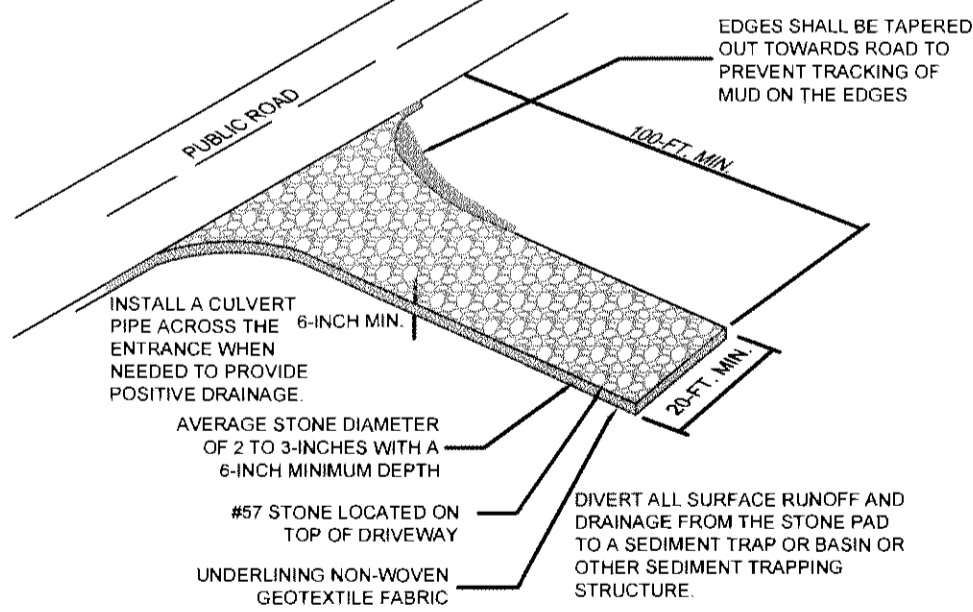 EDGES SHALL BE TAPERED
OUT TOWARDS ROAD TO
PREVENT TRACKING OF
MUD ON THE EDGES
PUBLIC ROAD
100-FT. MIN.
INSTALL A CULVERT
PIPE ACROSS THE
ENTRANCE WHEN
NEEDED TO PROVIDE
POSITIVE DRAINAGE.
6-INCH MIN.
20-FT. MIN.
AVERAGE STONE DIAMETER
OF 2 TO 3-INCHES WITH A
6-INCH MINIMUM DEPTH
#57 STONE LOCATED ON
TOP OF DRIVEWAY
UNDERLINING NON-WOVEN
GEOTEXTILE FABRIC
DIVERT ALL SURFACE RUNOFF AND
DRAINAGE FROM THE STONE PAD
TO A SEDIMENT TRAP OR BASIN OR
OTHER SEDIMENT TRAPPING
STRUCTURE.